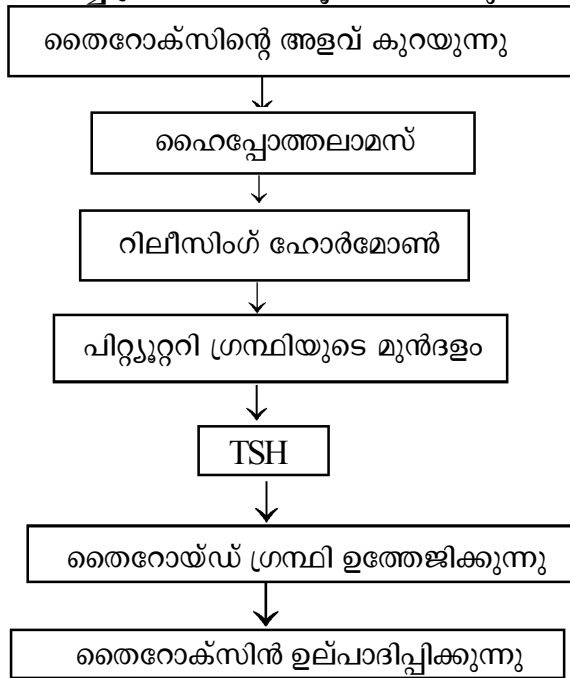 തൈറോക്സിന്റെ അളവ് കുറയുന്നു
ഹൈപ്പോത്തലാമസ്
റിലീസിംഗ് ഹോർമോൺ
പിറ്റ്യൂറ്ററി ഗ്രന്ഥിയുടെ മുൻദളം
TSH
തൈറോയ്ഡ് ഗ്രന്ഥി ഉത്തേജിക്കുന്നു
തൈറോക്സിൻ ഉല്പാദിപ്പിക്കുന്നു